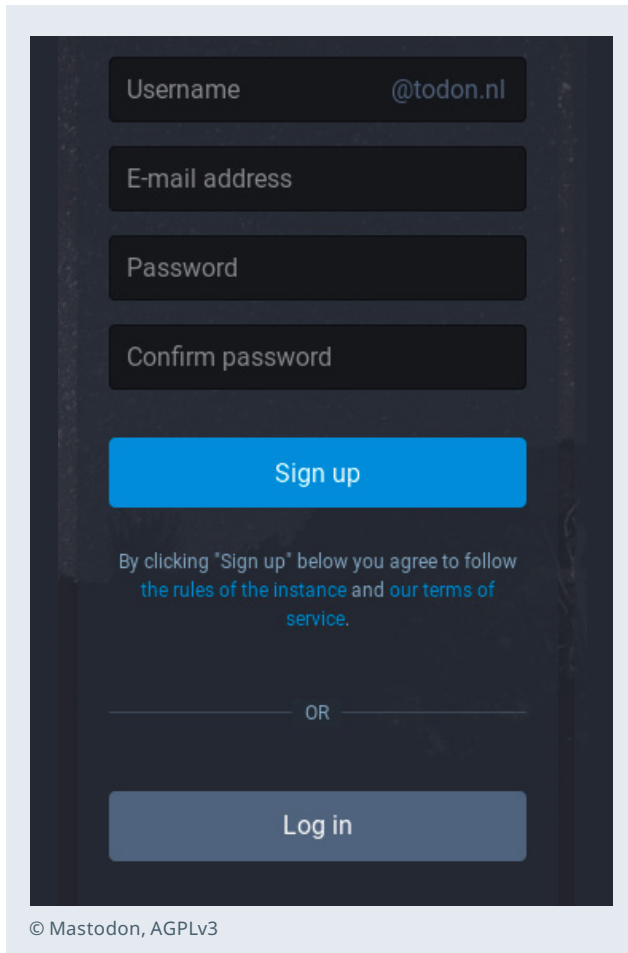 Username @todon.nl
E-mail address
Password
Confirm password
Sign up
By clicking "Sign up" below you agree to follow
the rules of the instance and our terms of
service.
OR
Log in
© Mastodon, AGPLv3